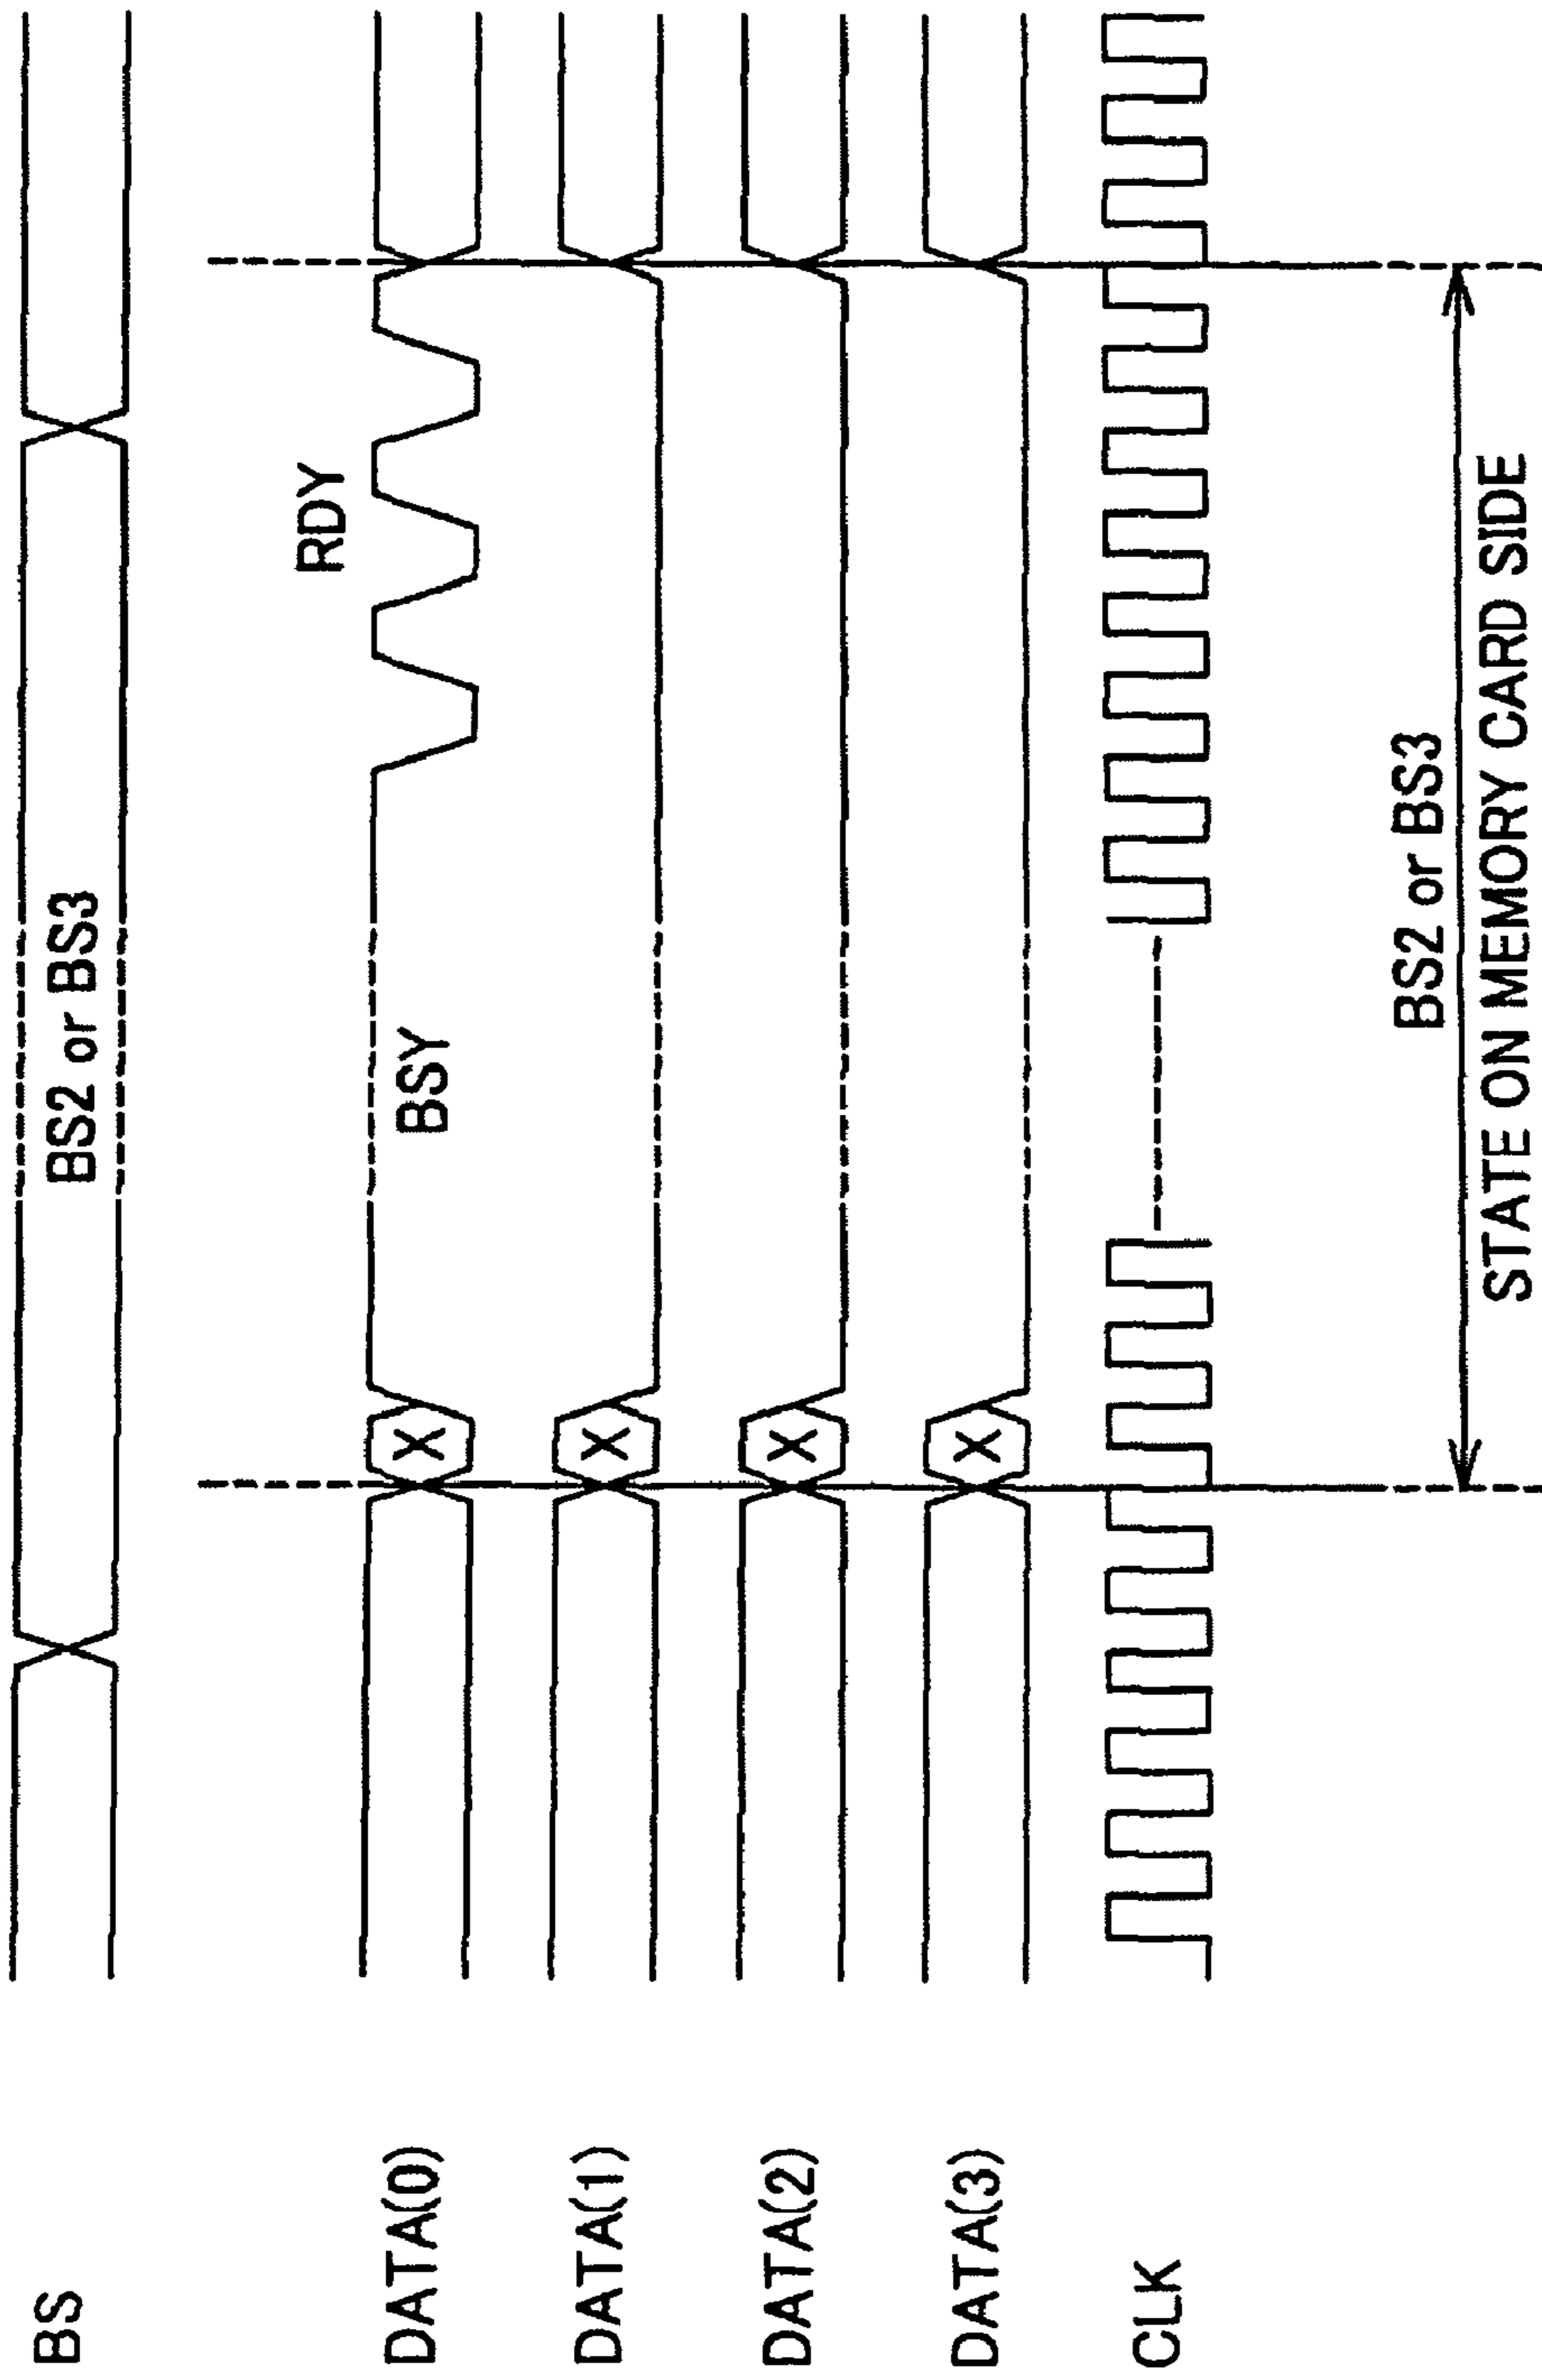 BS
BS2 or BS3
RDY
DATA(0)
X
BSY
DATA(1)
X
DATA(2)
X
DATA(3)
X
CLK
BS2 or BS3
STATE ON MEMORY CARD SIDE